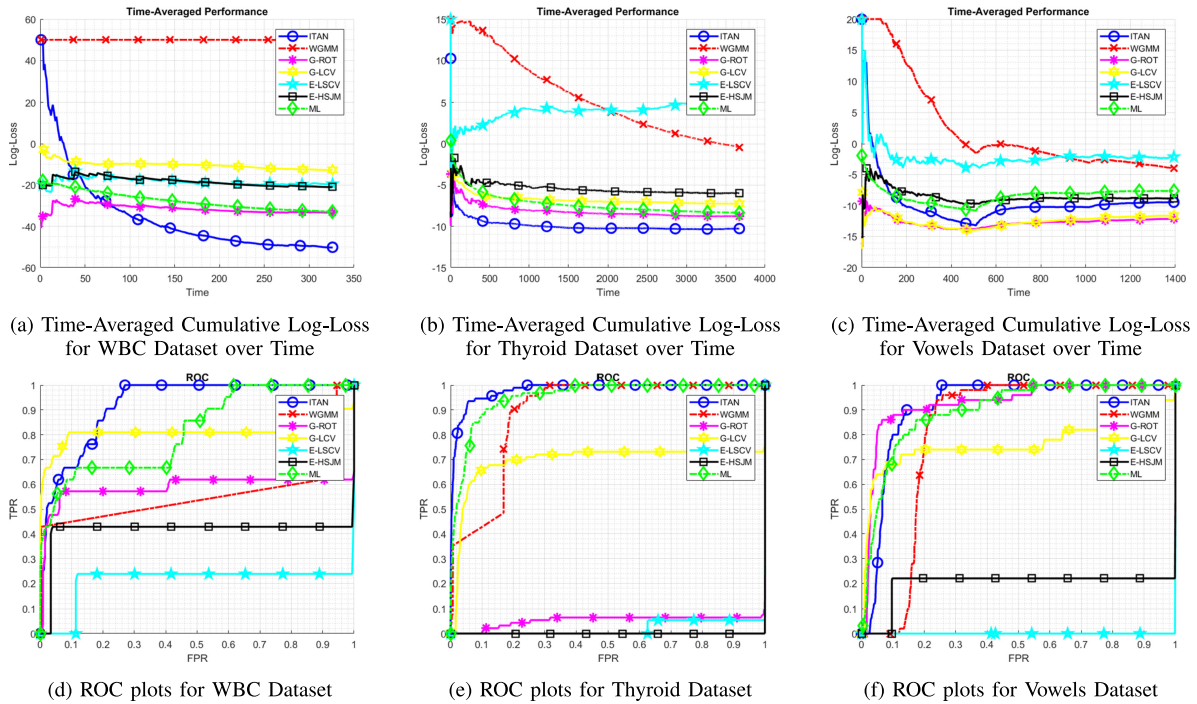 Time-Averaged Performance
Log-Loss
60
40
20
0
-20
-40
-60
0
50
100
150
200
250
300
350
Time
ITAN
WGMM
G-ROT
G-LCV
E-LSCV
E-HSJM
ML
(a) Time-Averaged Cumulative Log-Loss
for WBC Dataset over Time
Time-Averaged Performance
Log-Loss
15
10
5
0
-5
-10
-15
0
500
1000
1500
2000
2500
3000
3500
4000
Time
ITAN
WGMM
G-ROT
G-LCV
E-LSCV
E-HSJM
ML
(b) Time-Averaged Cumulative Log-Loss
for Thyroid Dataset over Time
Time-Averaged Performance
Log-Loss
20
15
10
5
0
-5
-10
-15
-20
0
200
400
600
800
1000
1200
1400
Time
ITAN
WGMM
G-ROT
G-LCV
E-LSCV
E-HSJM
ML
(c) Time-Averaged Cumulative Log-Loss
for Vowels Dataset over Time
ROC
TPR
1
0.9
0.8
0.7
0.6
0.5
0.4
0.3
0.2
0.1
0
0
0.1
0.2
0.3
0.4
0.5
0.6
0.7
0.8
0.9
1
FPR
ITAN
WGMM
G-ROT
G-LCV
E-LSCV
E-HSJM
ML
(d) ROC plots for WBC Dataset
ROC
TPR
1
0.9
0.8
0.7
0.6
0.5
0.4
0.3
0.2
0.1
0
0
0.1
0.2
0.3
0.4
0.5
0.6
0.7
0.8
0.9
1
FPR
ITAN
WGMM
G-ROT
G-LCV
E-LSCV
E-HSJM
ML
(e) ROC plots for Thyroid Dataset
ROC
TPR
1
0.9
0.8
0.7
0.6
0.5
0.4
0.3
0.2
0.1
0
0
0.1
0.2
0.3
0.4
0.5
0.6
0.7
0.8
0.9
1
FPR
ITAN
WGMM
G-ROT
G-LCV
E-LSCV
E-HSJM
ML
(f) ROC plots for Vowels Dataset